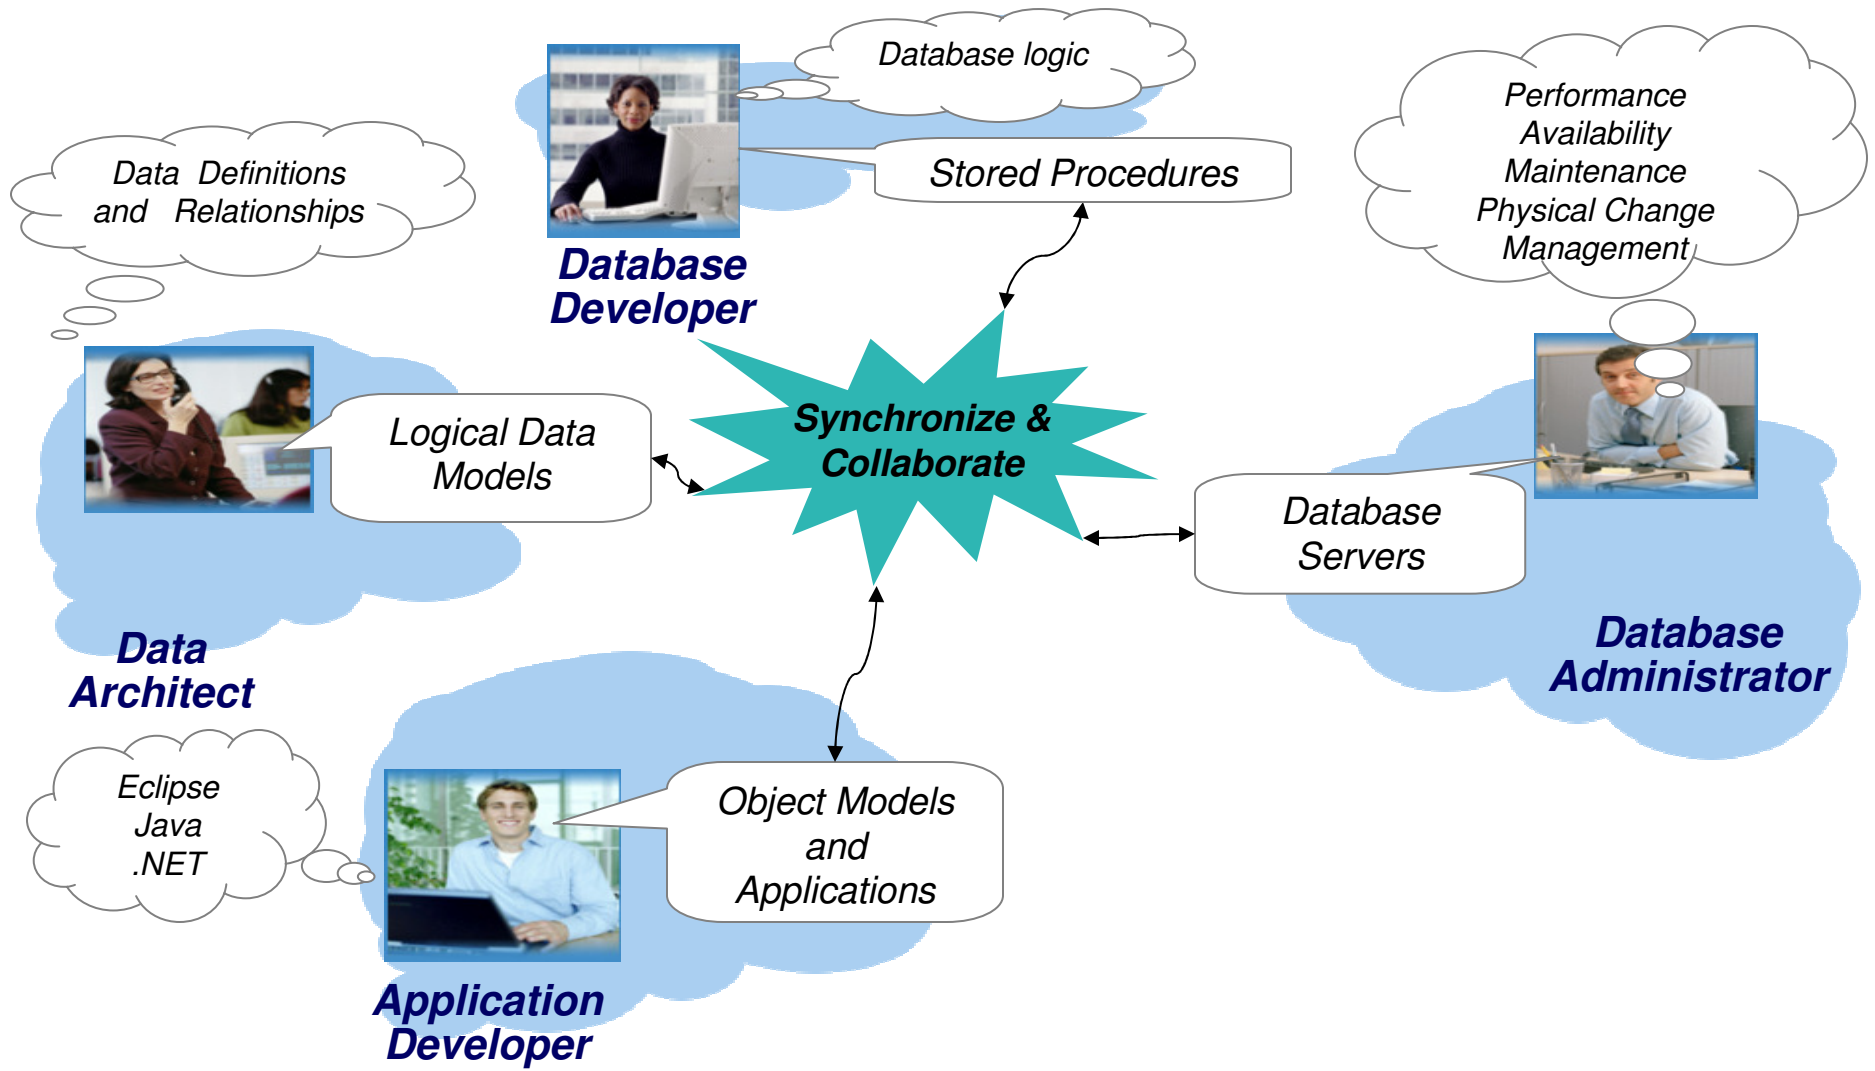 Database logic
Stored Procedures
Database
Developer
Performance
Availability
Maintenance
Physical Change
Management
Data Definitions
and Relationships
Logical Data
Models
Data
Architect
Synchronize &
Collaborate
Database
Servers
Database
Administrator
Eclipse
Java
.NET
Object Models
and
Applications
Application
Developer